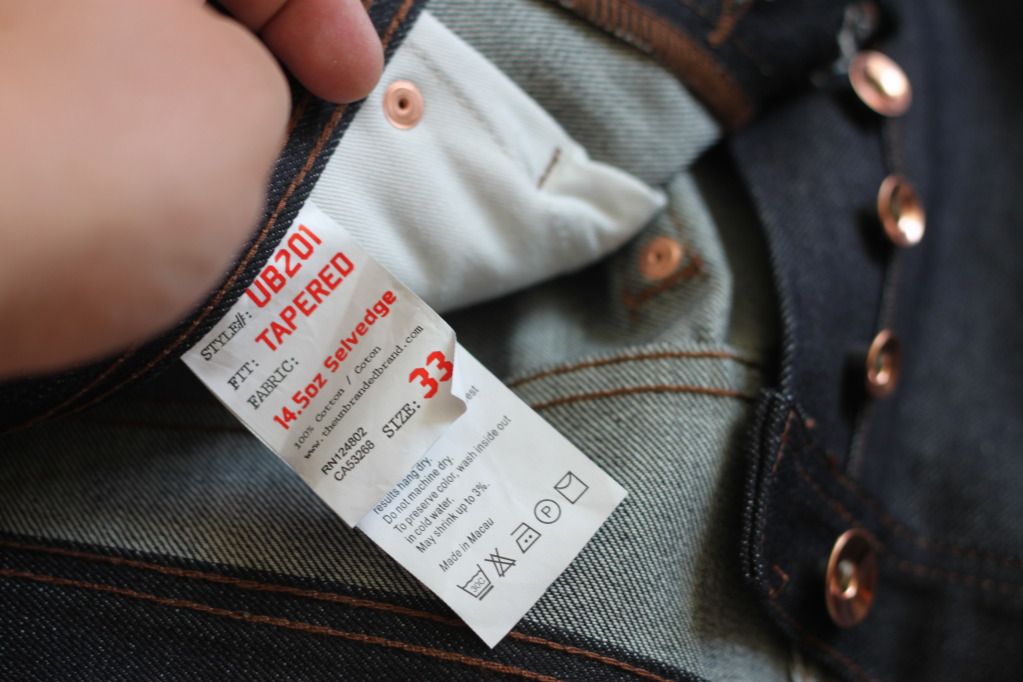 STYLE#: UB201
FIT: TAPERED
FABRIC:
14.5oz Selvedge
100% Cotton / Coton
www.theunbrandedbrand.com
SIZE: 33
RN124802
CA53268
est
results hang dry.
Do not machine dry.
To preserve color, wash inside out
in cold water.
May shrink up to 3%.
Made in Macau
30C
P